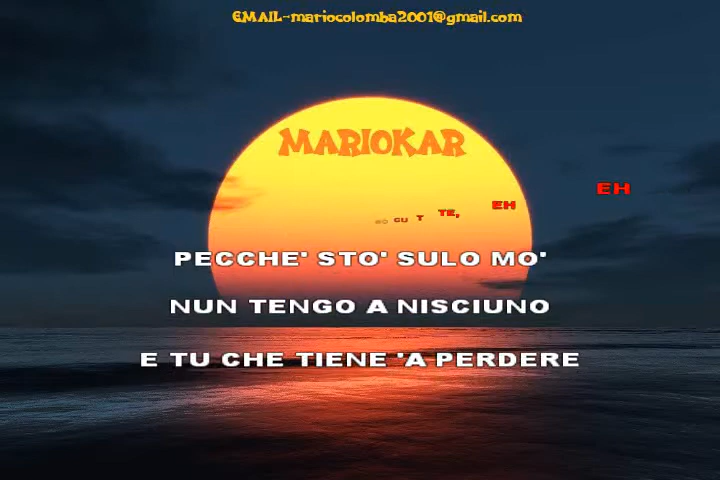 EMAIL-mariocolomba2001@gmail.com
MARIOKAR
CU T TE, EH EH
PECCHE' STO' SULO MO'
NUN TENGO A NISCIUNO
E TU CHE TIENE 'A PERDERE